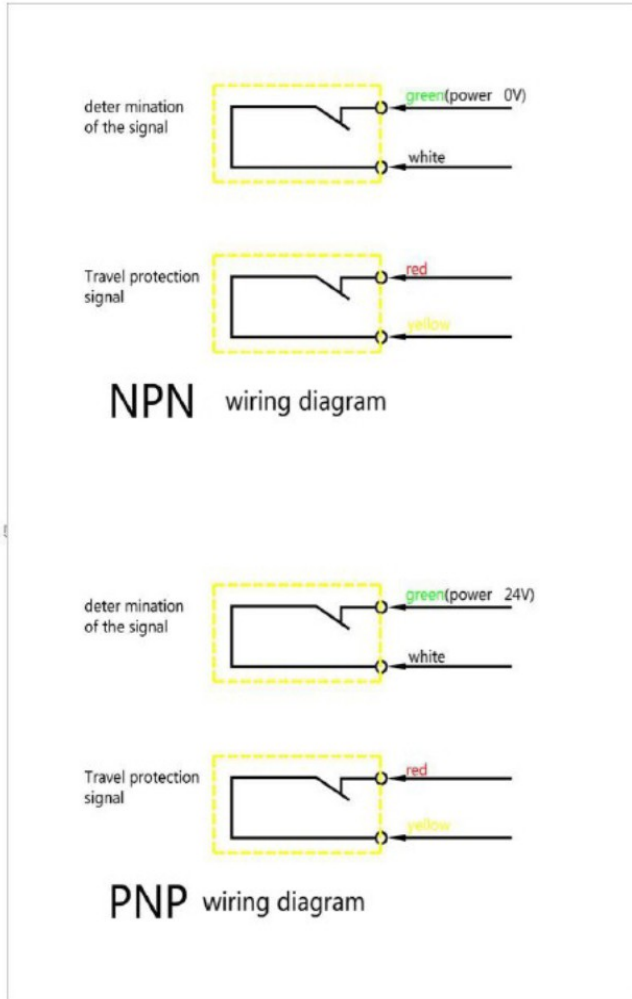 deter mination
of the signal
green(power 0V)
white
Travel protection
signal
red
yellow
NPN wiring diagram
deter mination
of the signal
green(power 24V)
white
Travel protection
signal
red
yellow
PNP wiring diagram